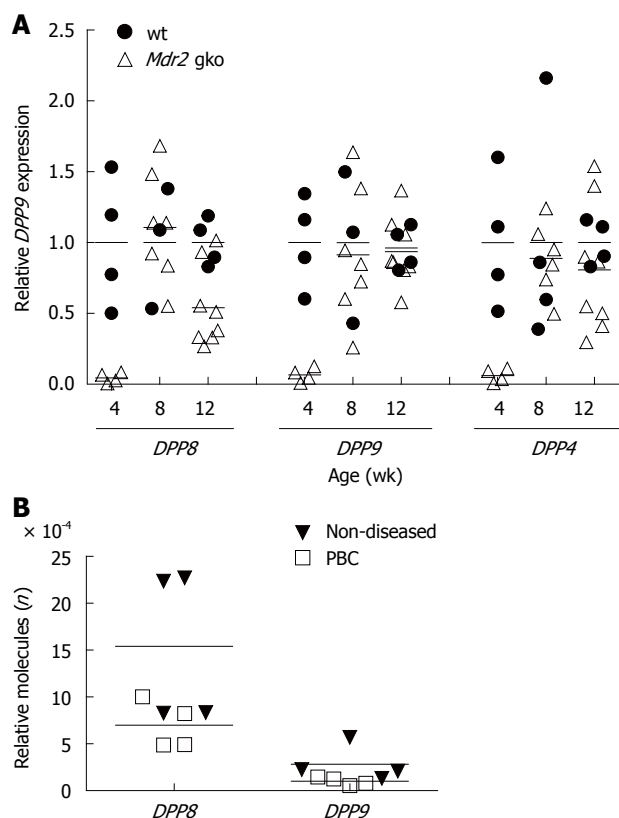 A
● wt
△ Mdr2 gko
Relative DPP9 expression
2.5
2.0
1.5
1.0
0.5
0.0
4 8 12 4 8 12 4 8 12
DPP8 DPP9 DPP4
Age (wk)
B
× 10-4
▼ Non-diseased
□ PBC
Relative molecules (n)
25
20
15
10
5
0
DPP8 DPP9